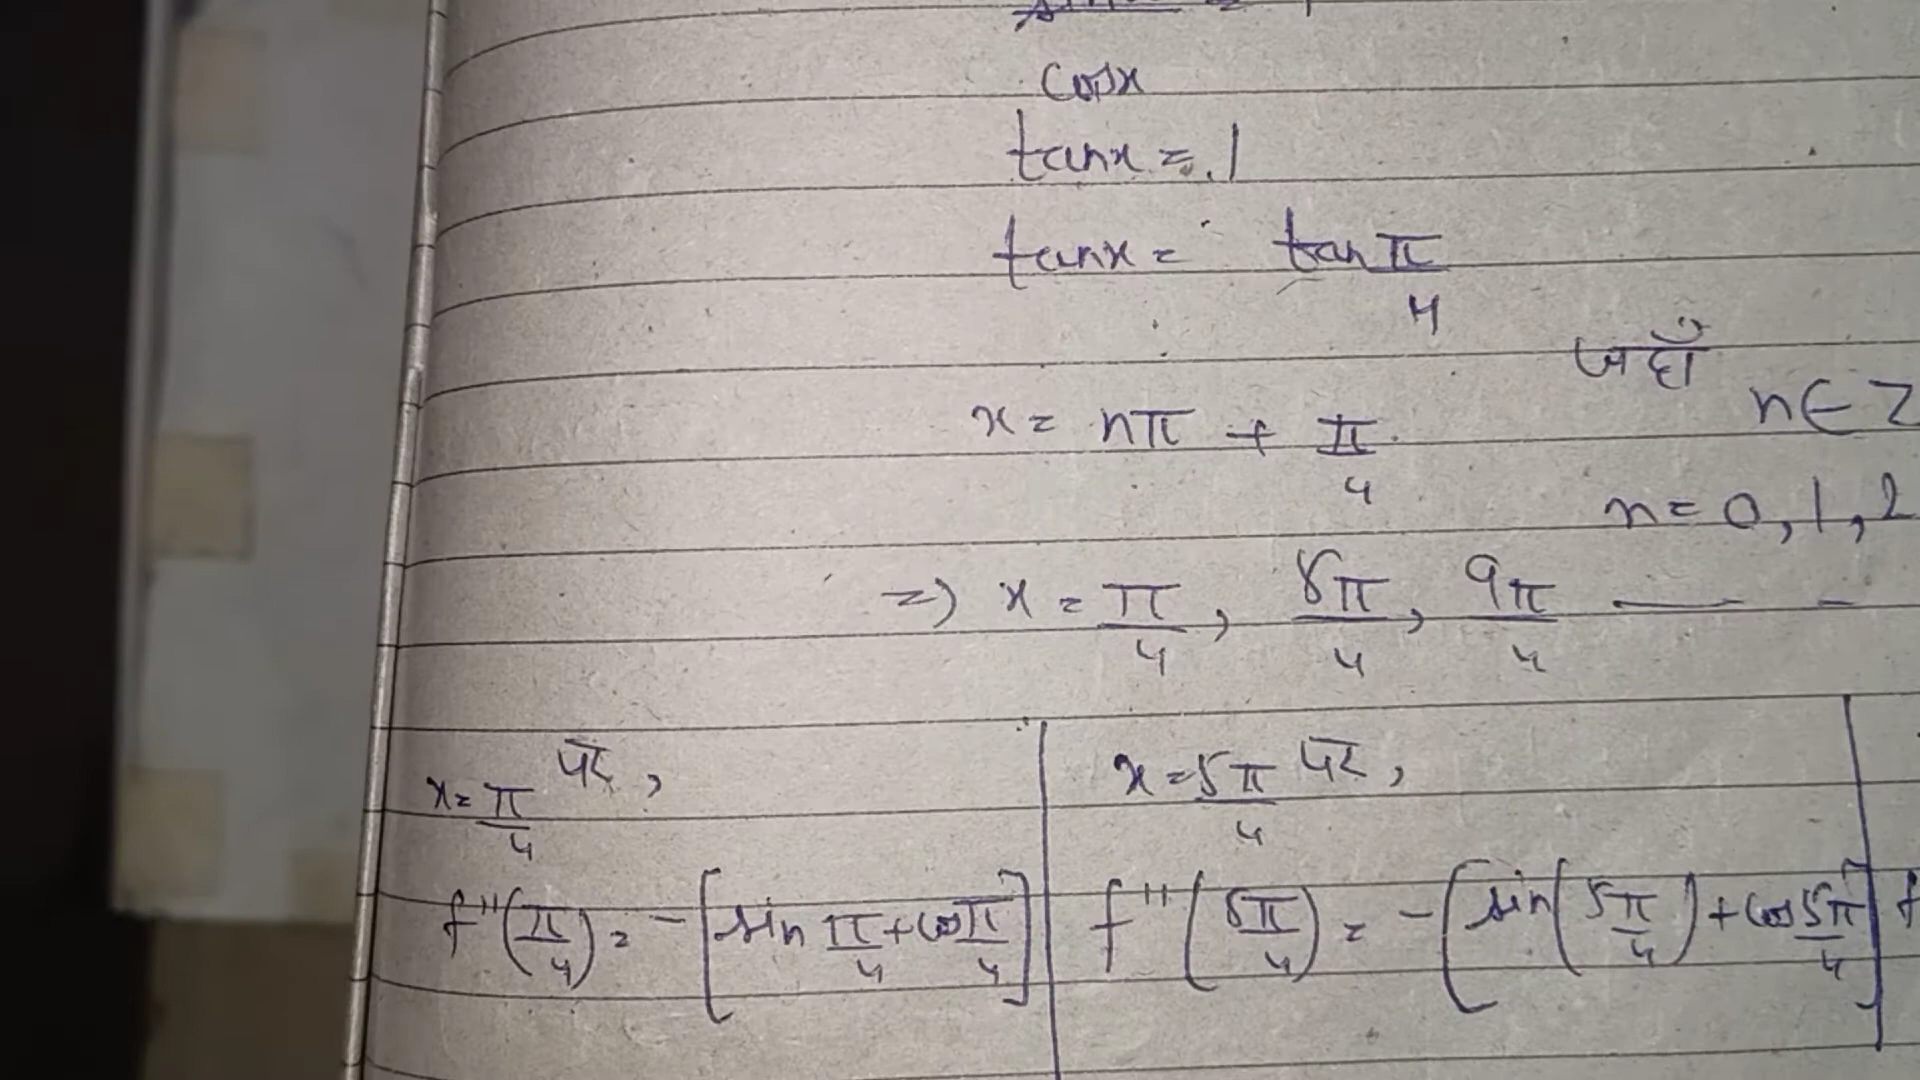 cosx
tanx = 1
tanx = tan π/4
जहाँ
x = nπ + π/4 n∈Z
n = 0, 1, 2
=> x = π/4, 5π/4, 9π/4 — -
x = π/4 पर, x = 5π/4 पर,
f''(π/4) = -[sin π/4 + cos π/4] f''(5π/4) = -[sin(5π/4) + cos 5π/4] f